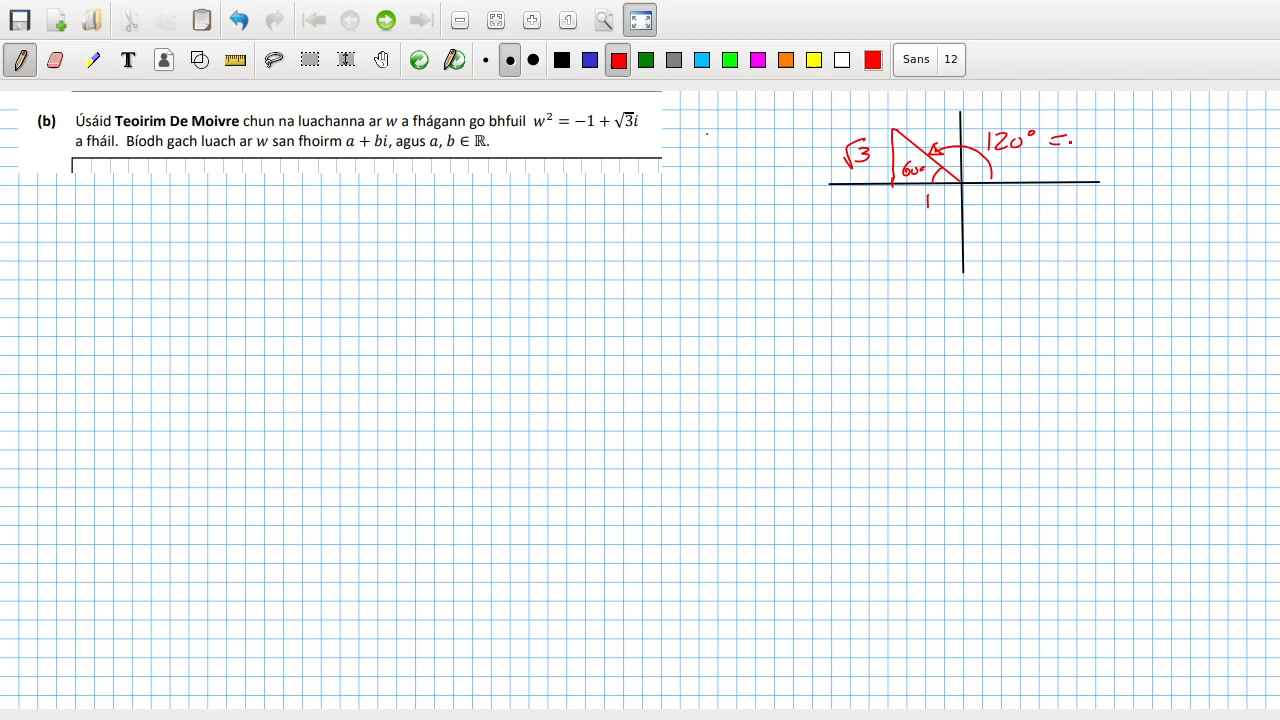 Sans 12
(b) Úsáid Teoirim De Moivre chun na luachanna ar w a fhágann go bhfuil w² = −1 + √3i
a fháil. Bíodh gach luach ar w san fhoirm a + bi, agus a, b ∈ ℝ.
√3 60° 120° =
1